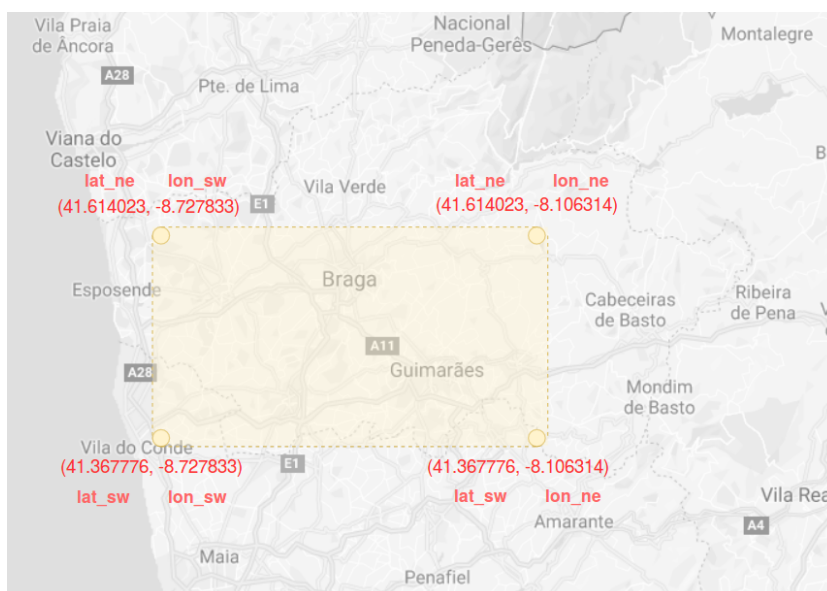 Vila Praia
de Âncora
Nacional
Peneda-Gerês
Montalegre
A28
Pte. de Lima
Viana do
Castelo
B
lat_ne lon_sw
(41.614023, -8.727833)
E1
Vila Verde
lat_ne lon_ne
(41.614023, -8.106314)
Braga
Esposende
Cabeceiras
de Basto
Ribeira
de Pena
V
A11
A28
Guimarães
Mondim
de Basto
Vila do Conde
(41.367776, -8.727833)
E1
(41.367776, -8.106314)
lat_sw lon_sw
lat_sw lon_ne
Vila Rea
Amarante
A4
Maia
Penafiel